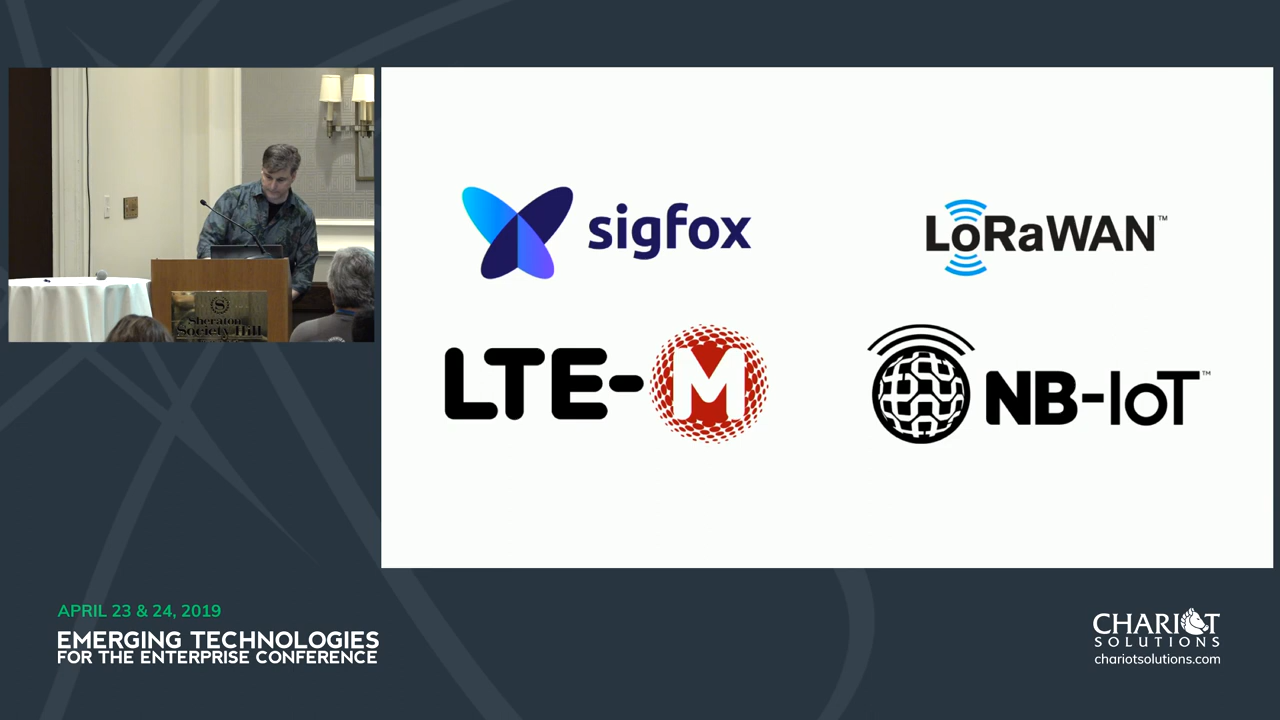 sigfox
LoRaWAN™
LTE-M
NB-IoT™
S
Sheraton
Society Hill
APRIL 23 & 24, 2019
EMERGING TECHNOLOGIES
FOR THE ENTERPRISE CONFERENCE
CHARIOT
SOLUTIONS
chariotsolutions.com